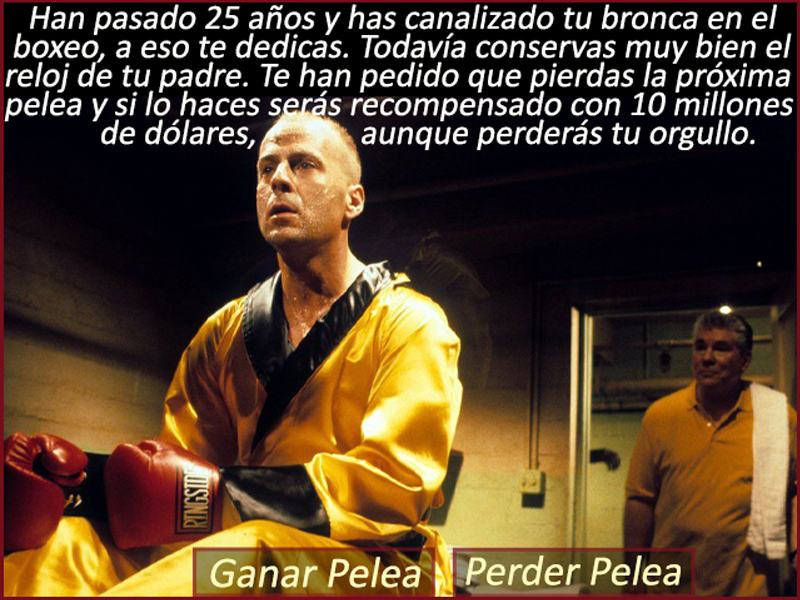 Han pasado 25 años y has canalizado tu bronca en el
boxeo, a eso te dedicas. Todavía conservas muy bien el
reloj de tu padre. Te han pedido que pierdas la próxima
pelea y si lo haces serás recompensado con 10 millones
de dólares, aunque perderás tu orgullo.
RINGSIDE
Ganar Pelea
Perder Pelea